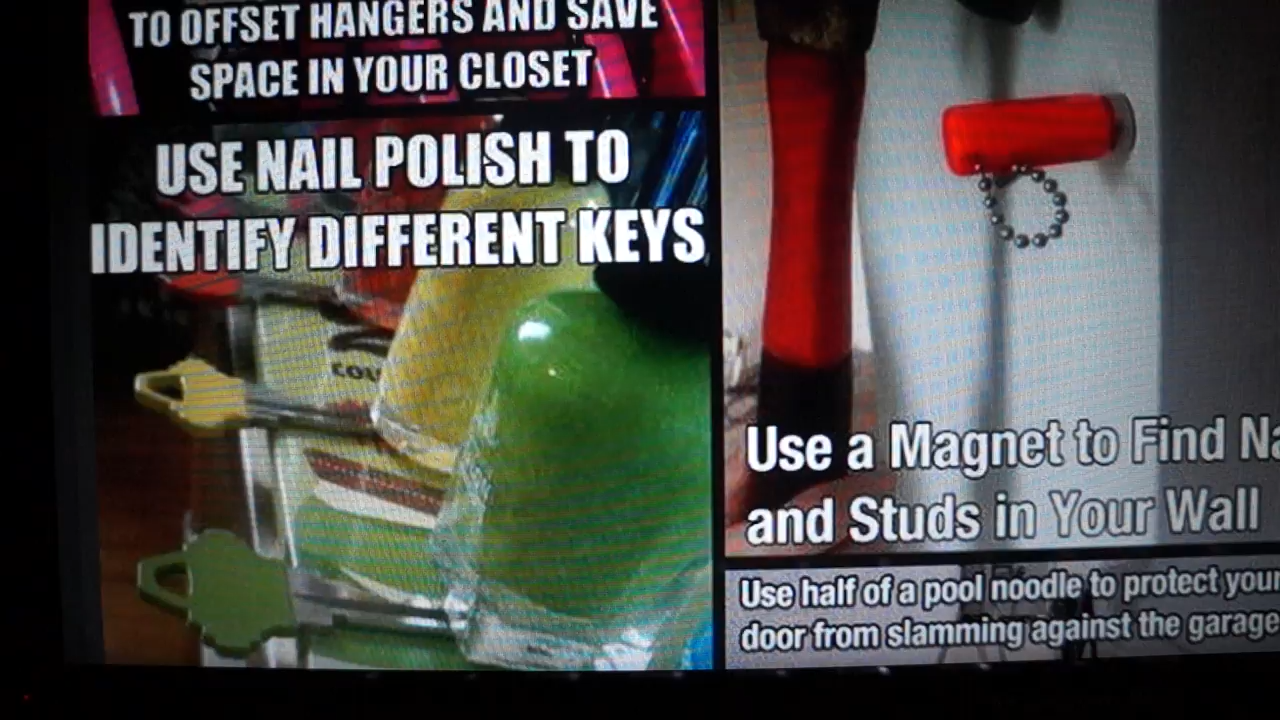 TO OFFSET HANGERS AND SAVE
SPACE IN YOUR CLOSET
USE NAIL POLISH TO
IDENTIFY DIFFERENT KEYS
Use a Magnet to Find
and Studs in Your Wall
Use half of a pool noodle to protect your
door from slamming against the garage